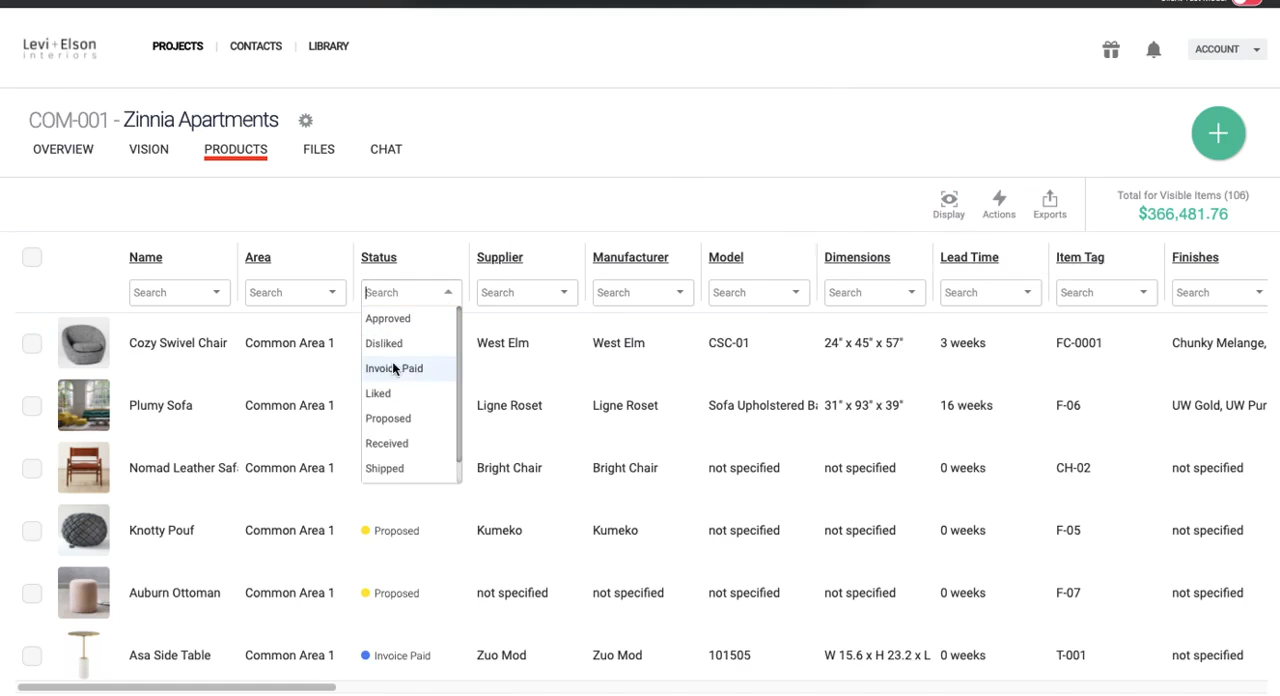 Levi+Elson
interiors
PROJECTS CONTACTS LIBRARY
ACCOUNT
COM-001 - Zinnia Apartments
OVERVIEW VISION PRODUCTS FILES CHAT
Display Actions Exports
Total for Visible Items (106)
$366,481.76
Name Area Status Supplier Manufacturer Model Dimensions Lead Time Item Tag Finishes
Search Search Search Search Search Search Search Search Search Search
Approved
Disliked
Invoice Paid
Liked
Proposed
Received
Shipped
Cozy Swivel Chair Common Area 1 West Elm West Elm CSC-01 24" x 45" x 57" 3 weeks FC-0001 Chunky Melange,
Plumy Sofa Common Area 1 Ligne Roset Ligne Roset Sofa Upholstered 31" x 93" x 39" 16 weeks F-06 UW Gold, UW Pur
Nomad Leather Saf Common Area 1 Bright Chair Bright Chair not specified not specified 0 weeks CH-02 not specified
Knotty Pouf Common Area 1 Proposed Kumeko Kumeko not specified not specified 0 weeks F-05 not specified
Auburn Ottoman Common Area 1 Proposed not specified not specified not specified not specified 0 weeks F-07 not specified
Asa Side Table Common Area 1 Invoice Paid Zuo Mod Zuo Mod 101505 W 15.6 x H 23.2 x L 0 weeks T-001 not specified